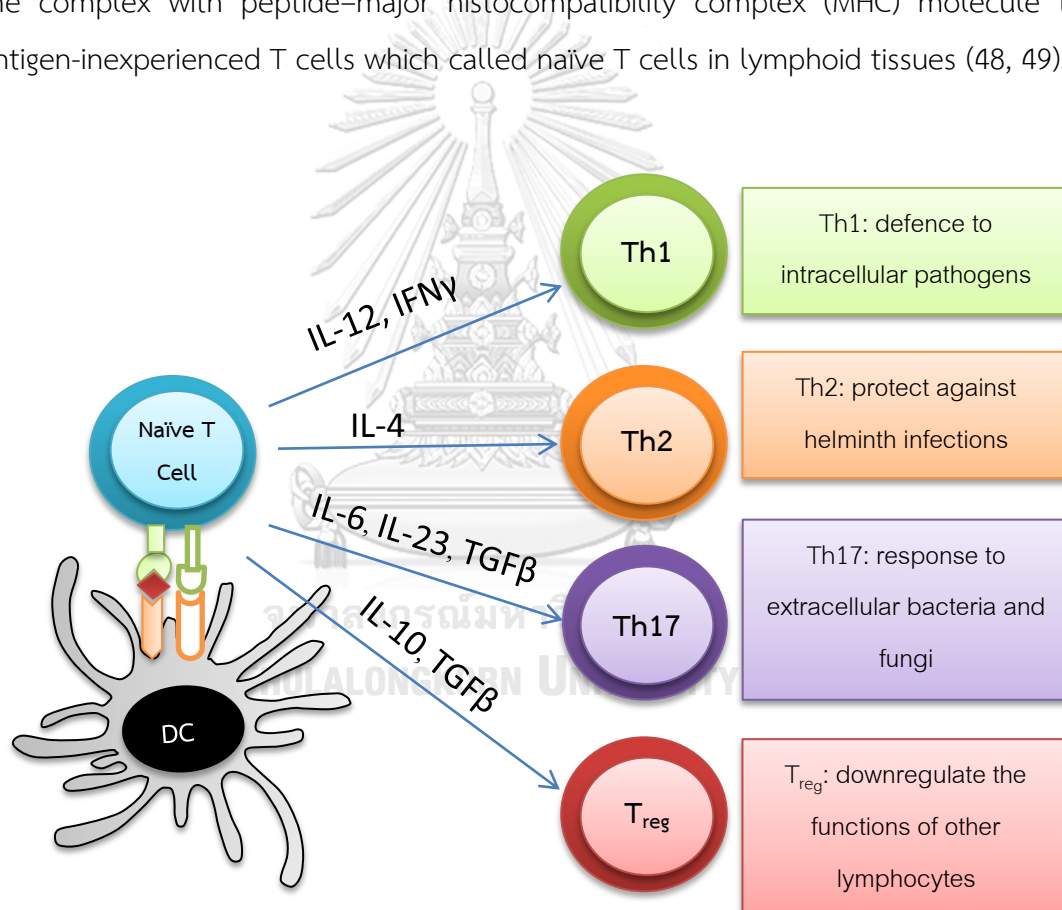 complex with peptide–major histocompatibility complex (MHC) molecule
ntigen-inexperienced T cells which called naïve T cells in lymphoid tissues (48, 49)
Th1
Th1: defence to
intracellular pathogens
IL-12, IFNγ
Naïve T
Cell
IL-4
Th2
Th2: protect against
helminth infections
IL-6, IL-23, TGFβ
Th17
Th17: response to
extracellular bacteria and
fungi
IL-10, TGFβ
DC
Treg
Treg: downregulate the
functions of other
lymphocytes